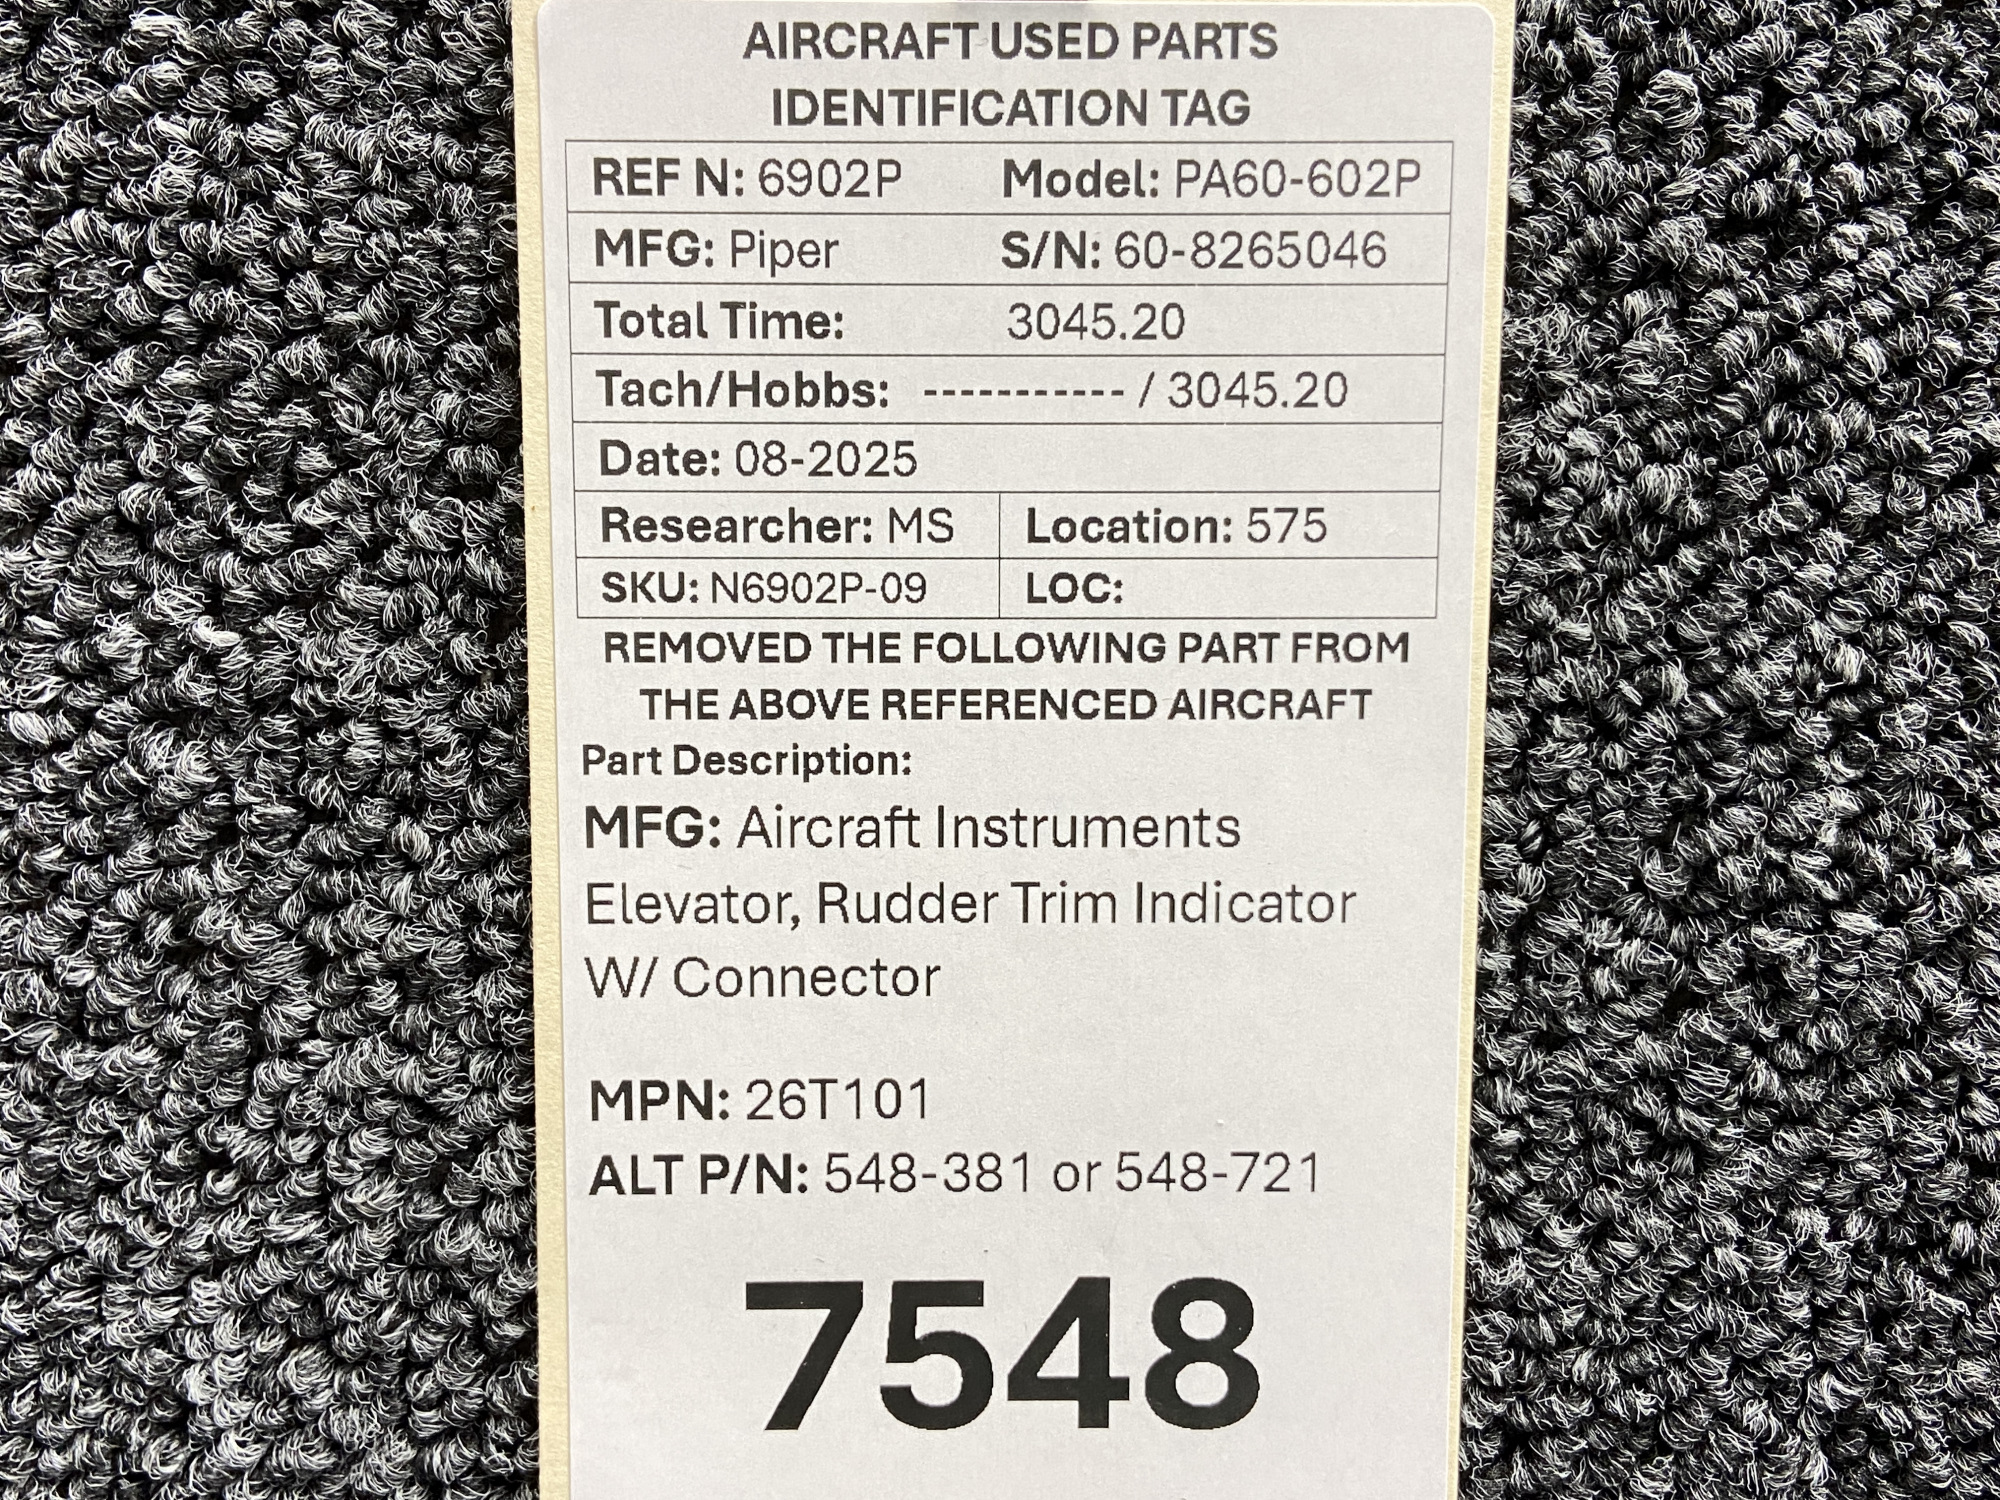 AIRCRAFT USED PARTS
IDENTIFICATION TAG
REF N: 6902P Model: PA60-602P
MFG: Piper S/N: 60-8265046
Total Time: 3045.20
Tach/Hobbs: ----------- / 3045.20
Date: 08-2025
Researcher: MS Location: 575
SKU: N6902P-09 LOC:
REMOVED THE FOLLOWING PART FROM
THE ABOVE REFERENCED AIRCRAFT
Part Description:
MFG: Aircraft Instruments
Elevator, Rudder Trim Indicator
W/ Connector
MPN: 26T101
ALT P/N: 548-381 or 548-721
7548